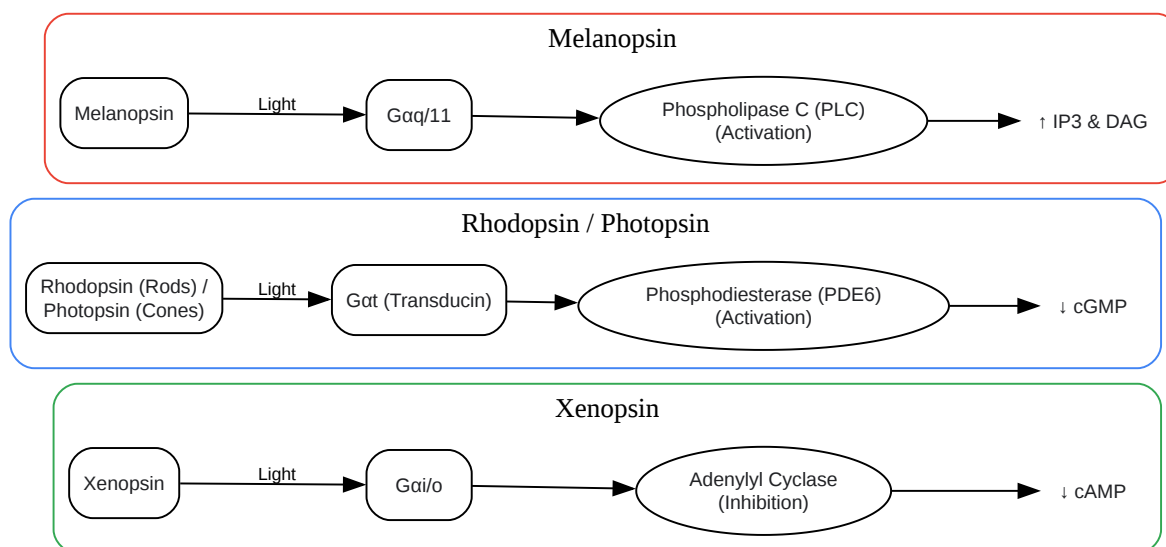 Melanopsin
Melanopsin
Light
Gαq/11
Phospholipase C (PLC)
(Activation)
↑ IP3 & DAG
Rhodopsin / Photopsin
Rhodopsin (Rods) /
Photopsin (Cones)
Light
Gαt (Transducin)
Phosphodiesterase (PDE6)
(Activation)
↓ cGMP
Xenopsin
Xenopsin
Light
Gαi/o
Adenylyl Cyclase
(Inhibition)
↓ cAMP